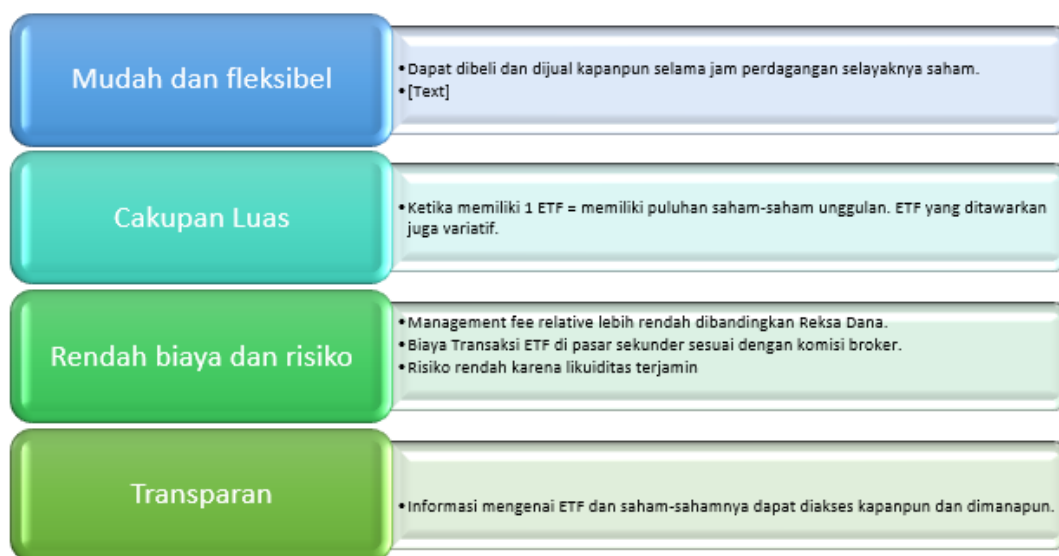 Mudah dan fleksibel
•Dapat dibeli dan dijual kapanpun selama jam perdagangan selayaknya saham.
•[Text]
Cakupan Luas
•Ketika memiliki 1 ETF = memiliki puluhan saham-saham unggulan. ETF yang ditawarkan
juga variatif.
Rendah biaya dan risiko
•Management fee relative lebih rendah dibandingkan Reksa Dana.
•Biaya Transaksi ETF di pasar sekunder sesuai dengan komisi broker.
•Risiko rendah karena likuiditas terjamin
Transparan
•Informasi mengenai ETF dan saham-sahamnya dapat diakses kapanpun dan dimanapun.